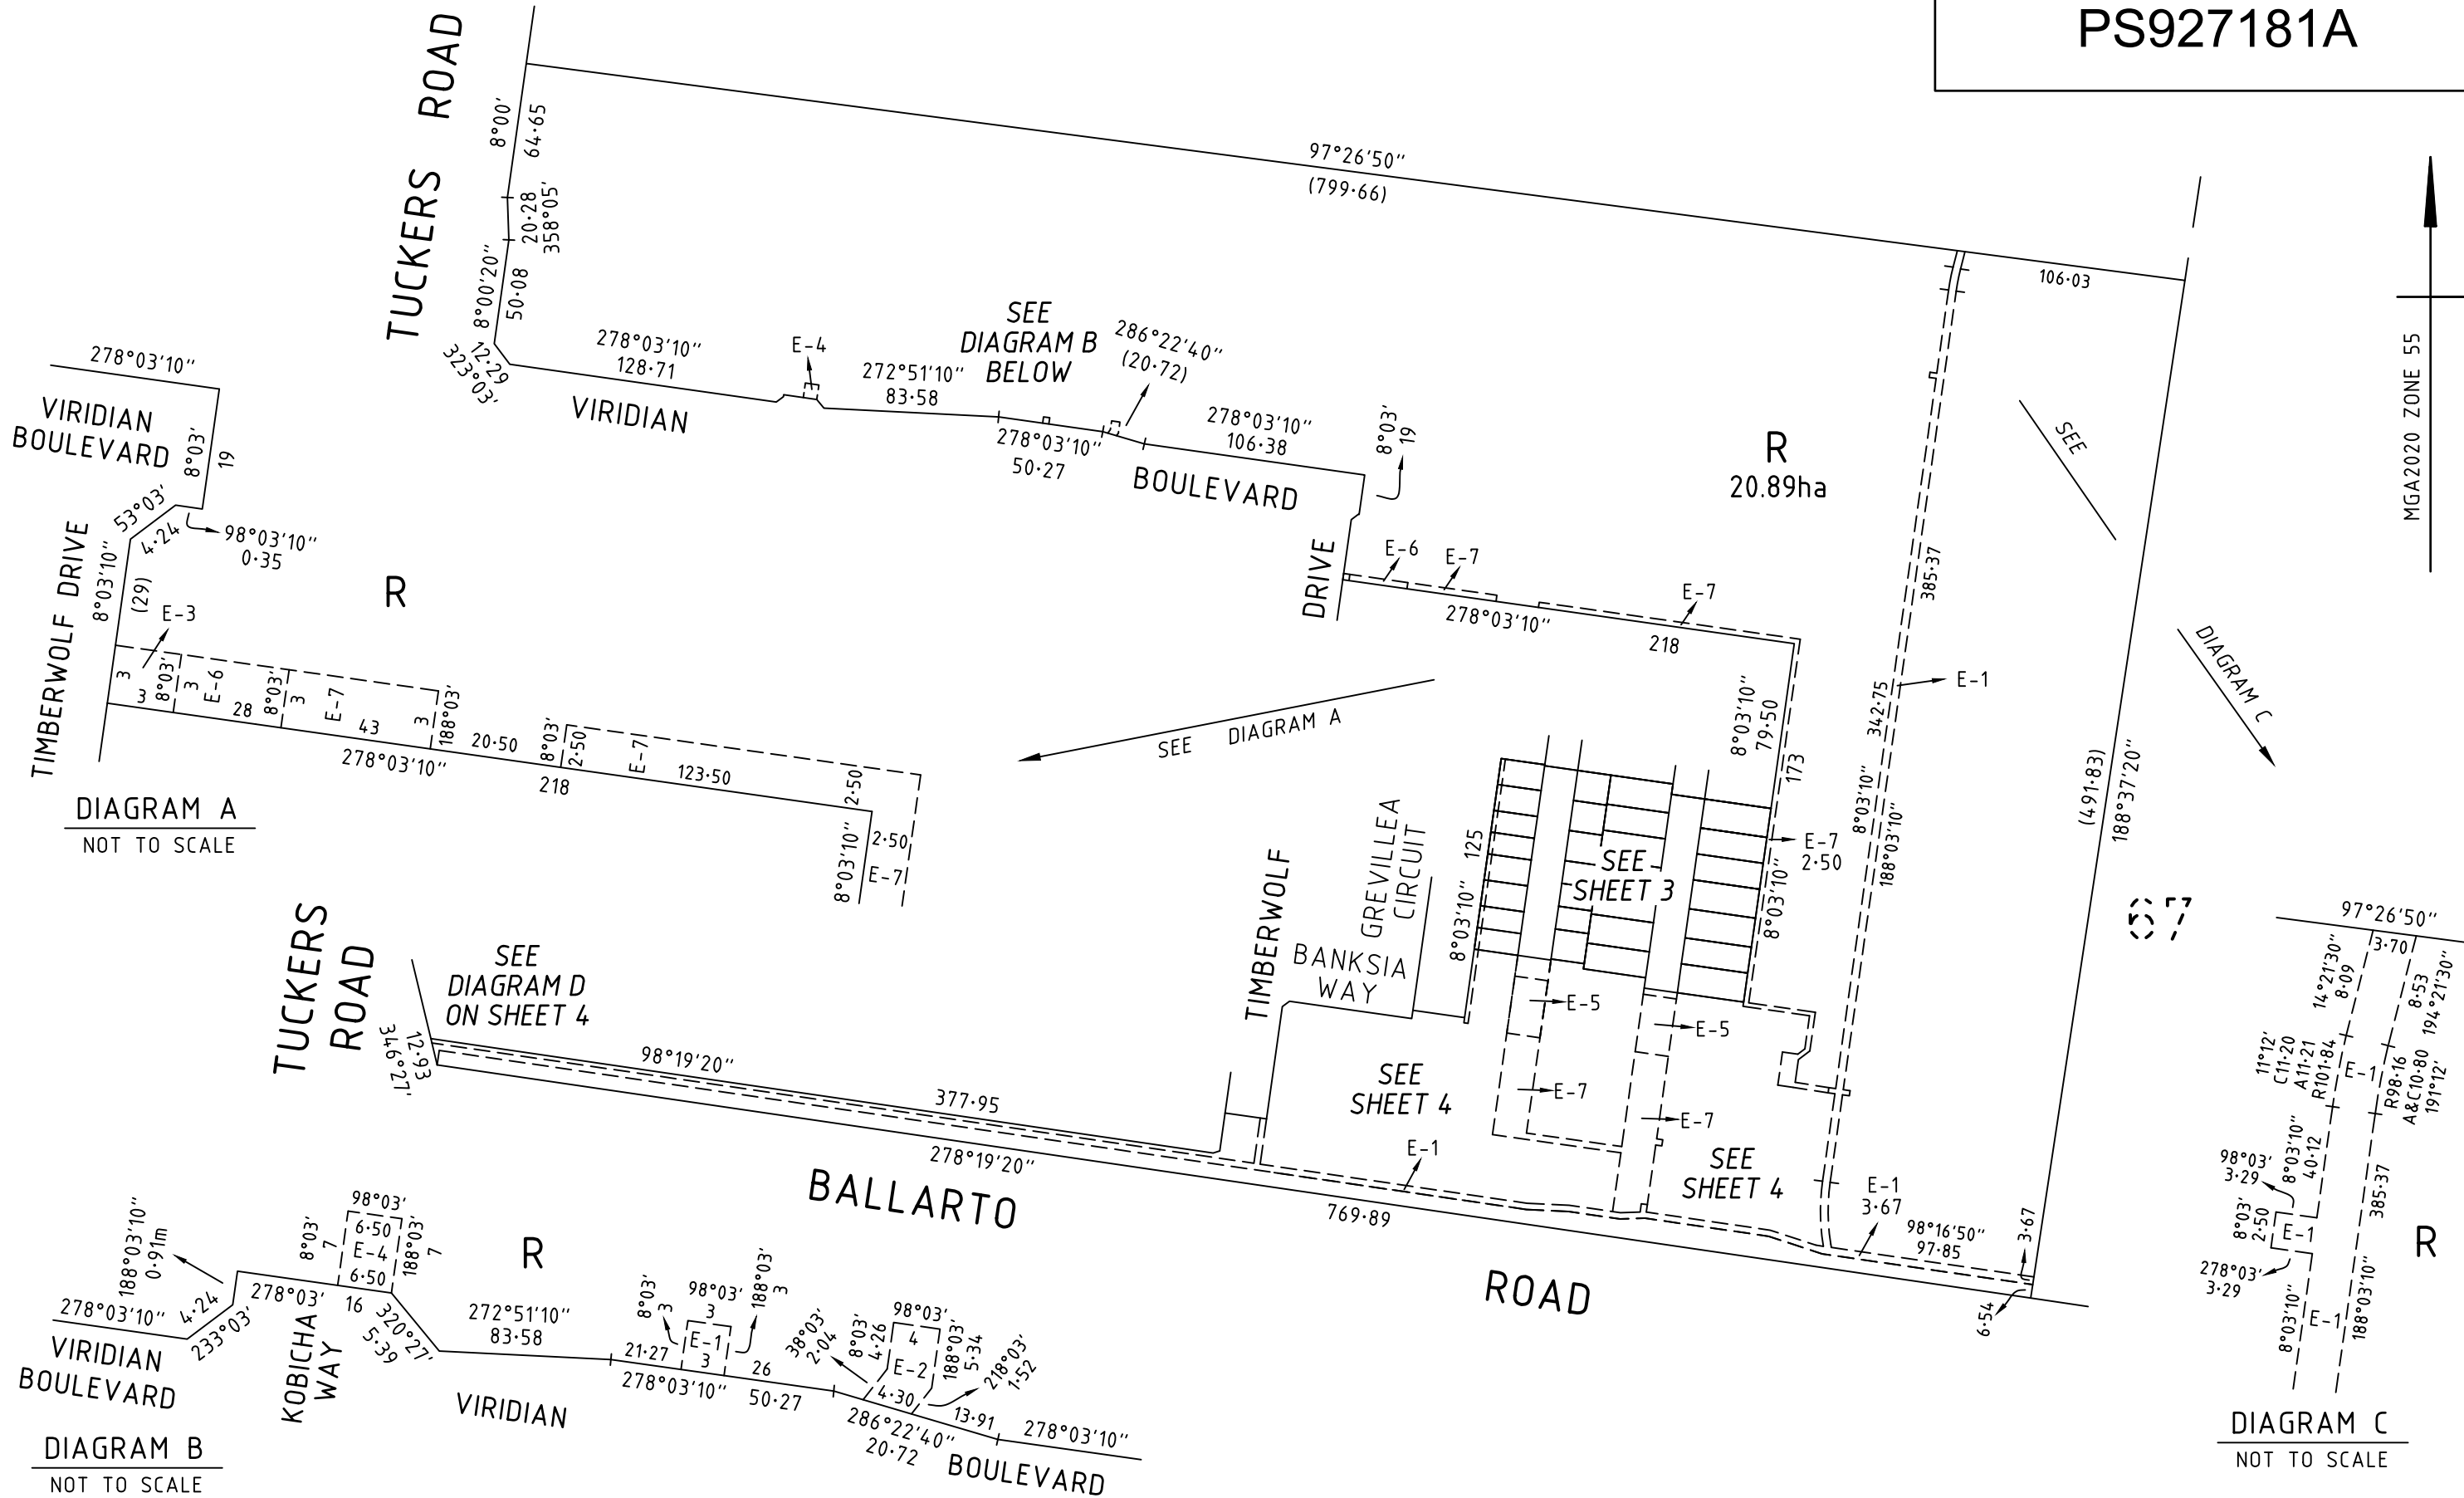 PS927181A
TUCKERS ROAD
8°00'
64·65
20·28
358°05'
8°00'20''
50·08
12·29
323°03'
97°26'50''
(799·66)
106·03
MGA2020 ZONE 55
278°03'10''
128·71
VIRIDIAN
E-4
272°51'10''
83·58
SEE
DIAGRAM B
BELOW
286°22'40''
(20·72)
278°03'10''
50·27
278°03'10''
106·38
BOULEVARD
8°03'
19
R
20.89ha
SEE
DIAGRAM C
DRIVE
E-6
E-7
E-7
278°03'10''
218
8°03'10''
79·50
173
385·37
E-1
342·75
8°03'10''
188°03'10''
(491·83)
188°37'20''
SEE DIAGRAM A
278°03'10''
VIRIDIAN
BOULEVARD
8°03'
19
53°03'
4·24
98°03'10''
0·35
TIMBERWOLF DRIVE
8°03'10''
(29)
R
E-3
3
3
8°03'
3
E-6
28
8°03'
3
E-7
43
3
188°03'
20·50
278°03'10''
218
8°03'
2·50
E-7
123·50
2·50
2·50
8°03'10''
E-7
DIAGRAM A
NOT TO SCALE
TIMBERWOLF
GREVILLEA
CIRCUIT
BANKSIA
WAY
125
8°03'10''
SEE
SHEET 3
E-7
2·50
8°03'10''
67
E-5
E-5
E-7
E-7
SEE
SHEET 4
SEE
SHEET 4
E-1
E-1
3·67
98°16'50''
97·85
3·67
6·54
TUCKERS
ROAD
SEE
DIAGRAM D
ON SHEET 4
12·93
346°27'
98°19'20''
377·95
278°19'20''
769·89
BALLARTO
ROAD
188°03'10''
0·91m
278°03'10''
4·24
233°03'
VIRIDIAN
BOULEVARD
8°03'
7
98°03'
6·50
E-4
6·50
188°03'
7
278°03'
16
KOBICHA
WAY
320°27'
5·39
R
272°51'10''
83·58
VIRIDIAN
21·27
8°03'
3
98°03'
3
E-1
3
188°03'
3
26
278°03'10''
50·27
38°03'
2·04
8°03'
4·26
98°03'
4
E-2
4·30
188°03'
5·34
218°03'
1·52
13·91
286°22'40''
20·72
278°03'10''
BOULEVARD
DIAGRAM B
NOT TO SCALE
97°26'50''
3·70
14°21'30''
8·09
8·53
194°21'30''
11°12'
C11·20
A11·21
R101·84
E-1
R98·16
A&C10·80
191°12'
8°03'10''
40·12
98°03'
3·29
8°03'
2·50
E-1
278°03'
3·29
385·37
R
8°03'10''
E-1
188°03'10''
DIAGRAM C
NOT TO SCALE